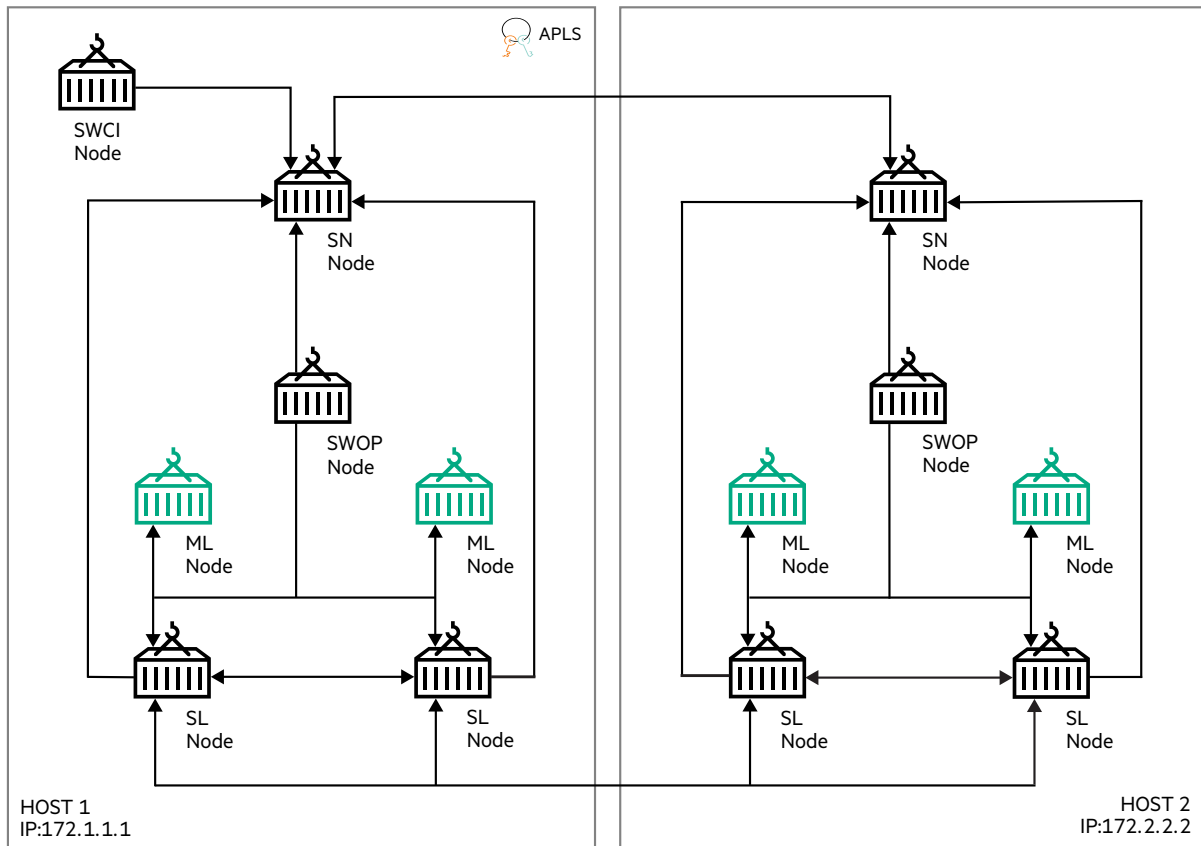 APLS
SWCI
Node
SN
Node
SN
Node
SWOP
Node
SWOP
Node
ML
Node
ML
Node
ML
Node
ML
Node
SL
Node
SL
Node
SL
Node
SL
Node
HOST 1
IP:172.1.1.1
HOST 2
IP:172.2.2.2